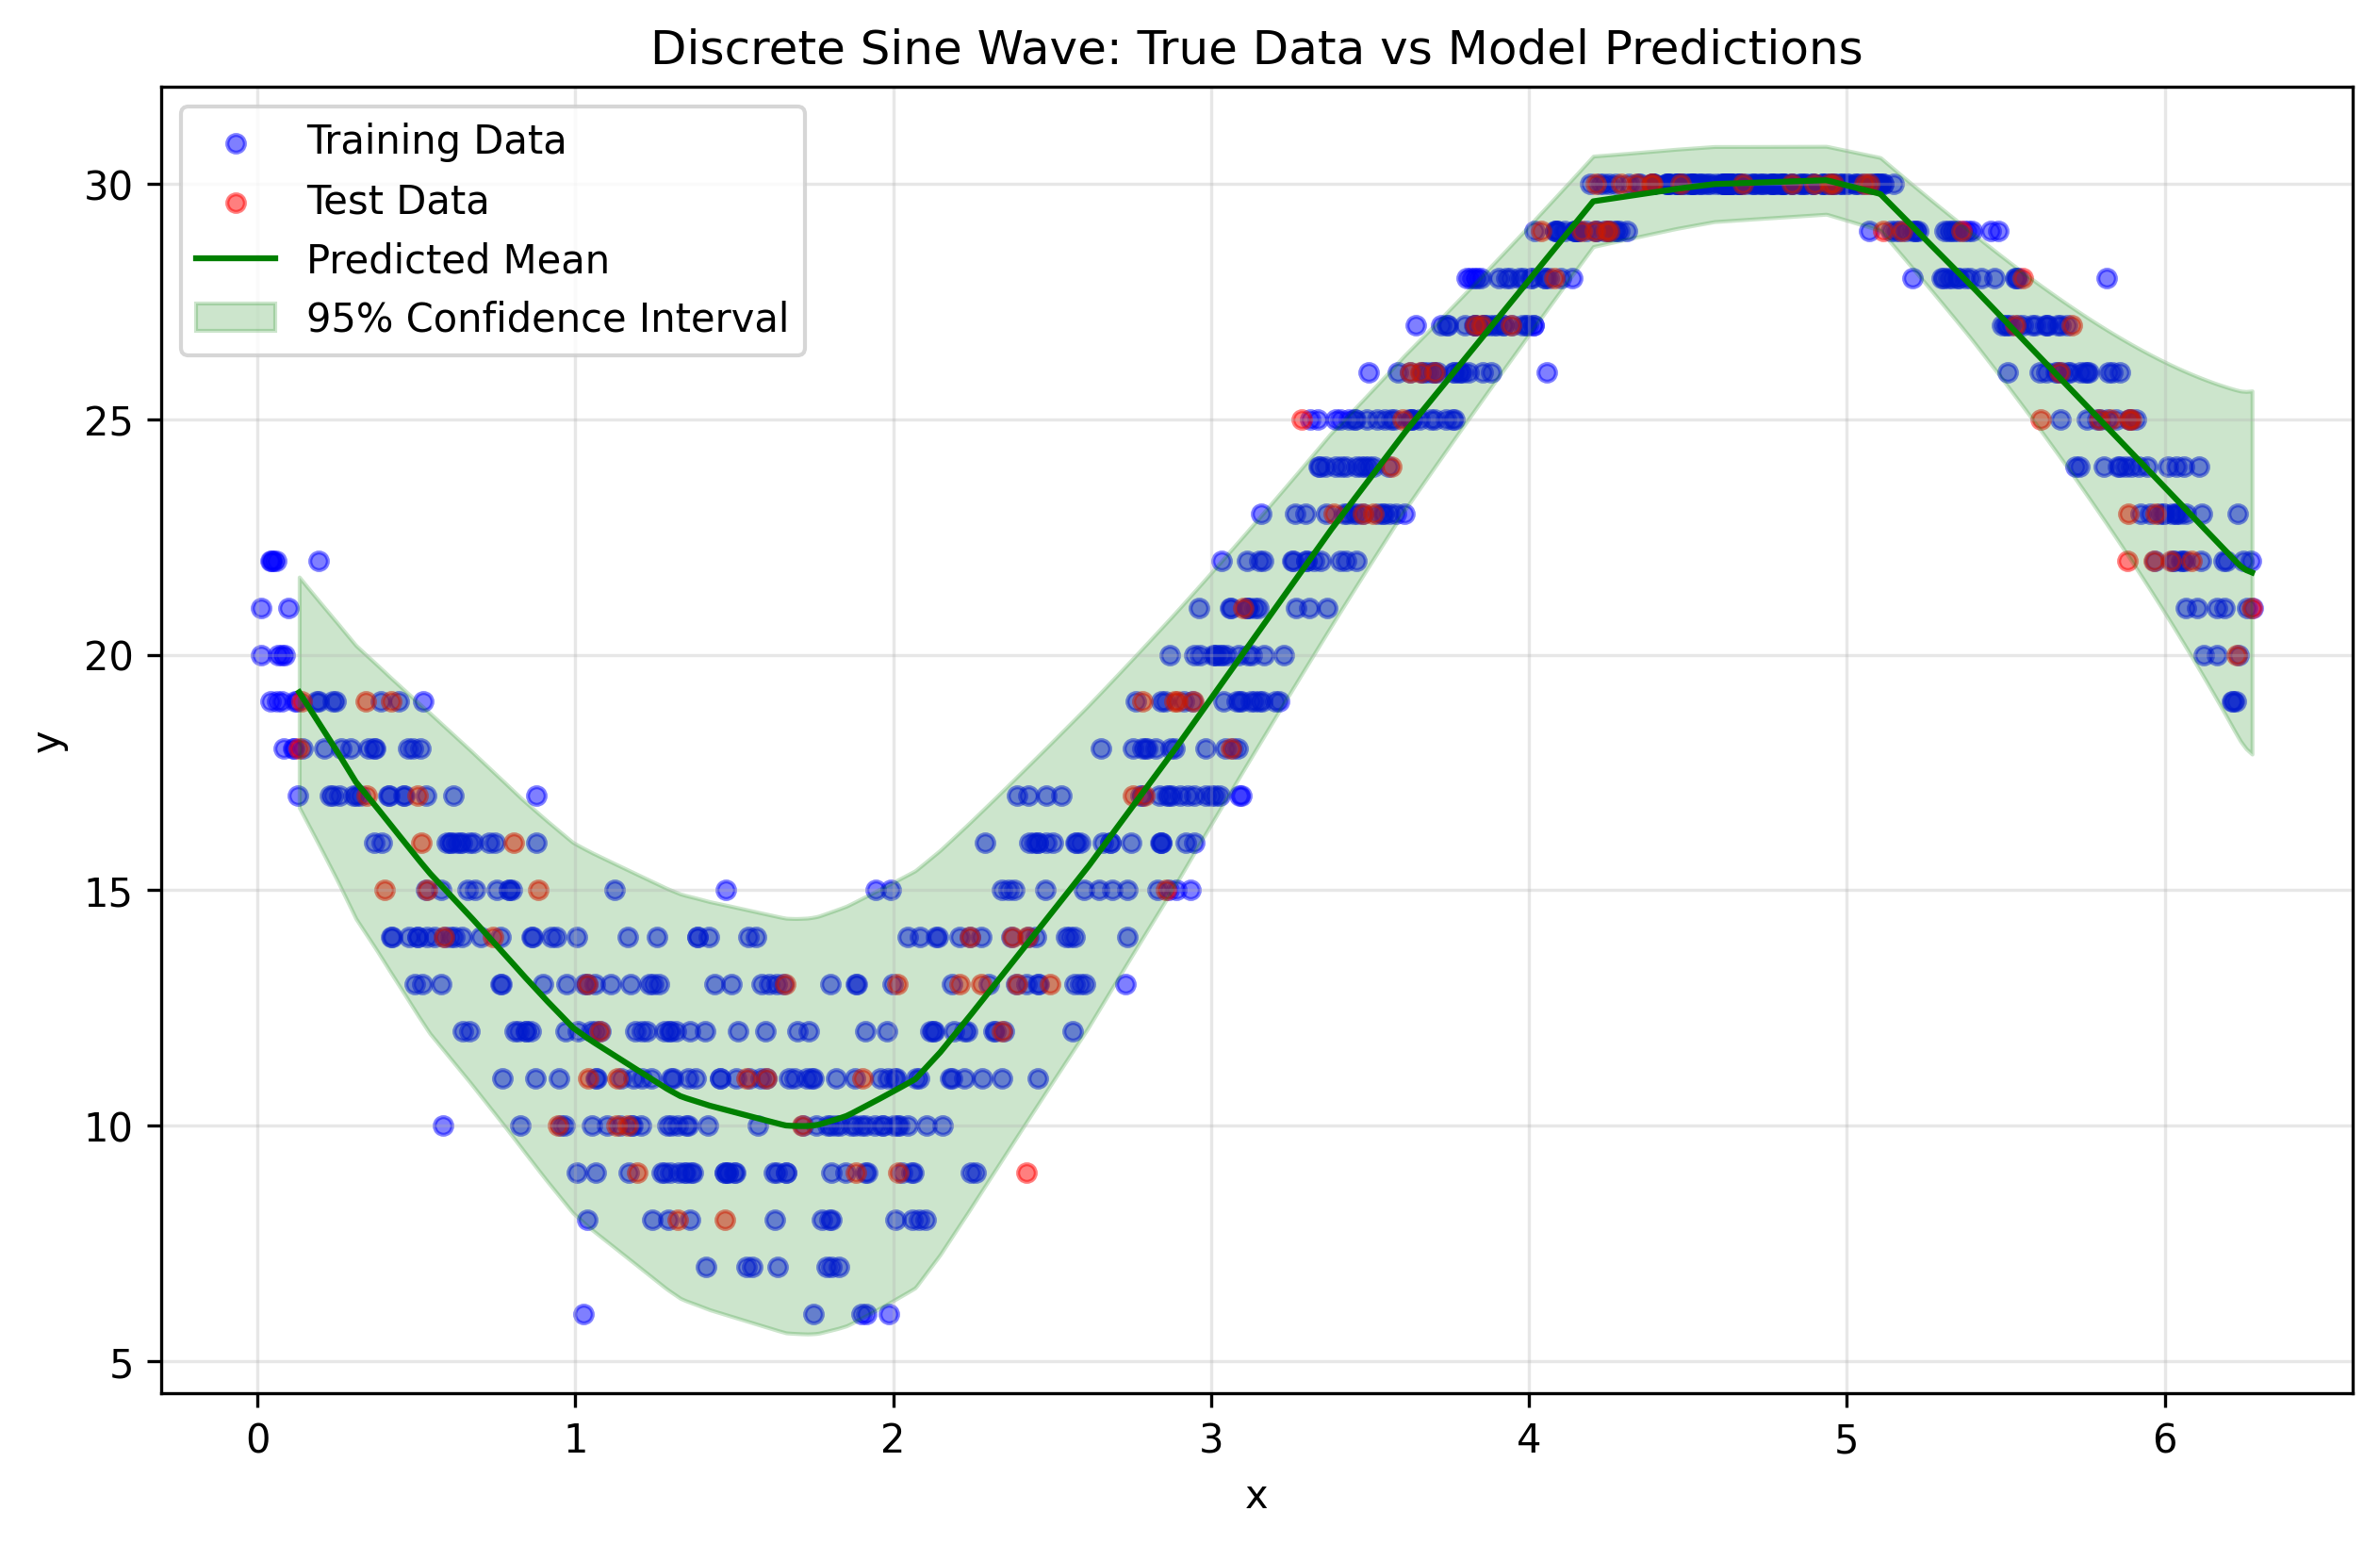 Discrete Sine Wave: True Data vs Model Predictions
Training Data
Test Data
Predicted Mean
95% Confidence Interval
30
25
20
15
10
5
y
0 1 2 3 4 5 6
x